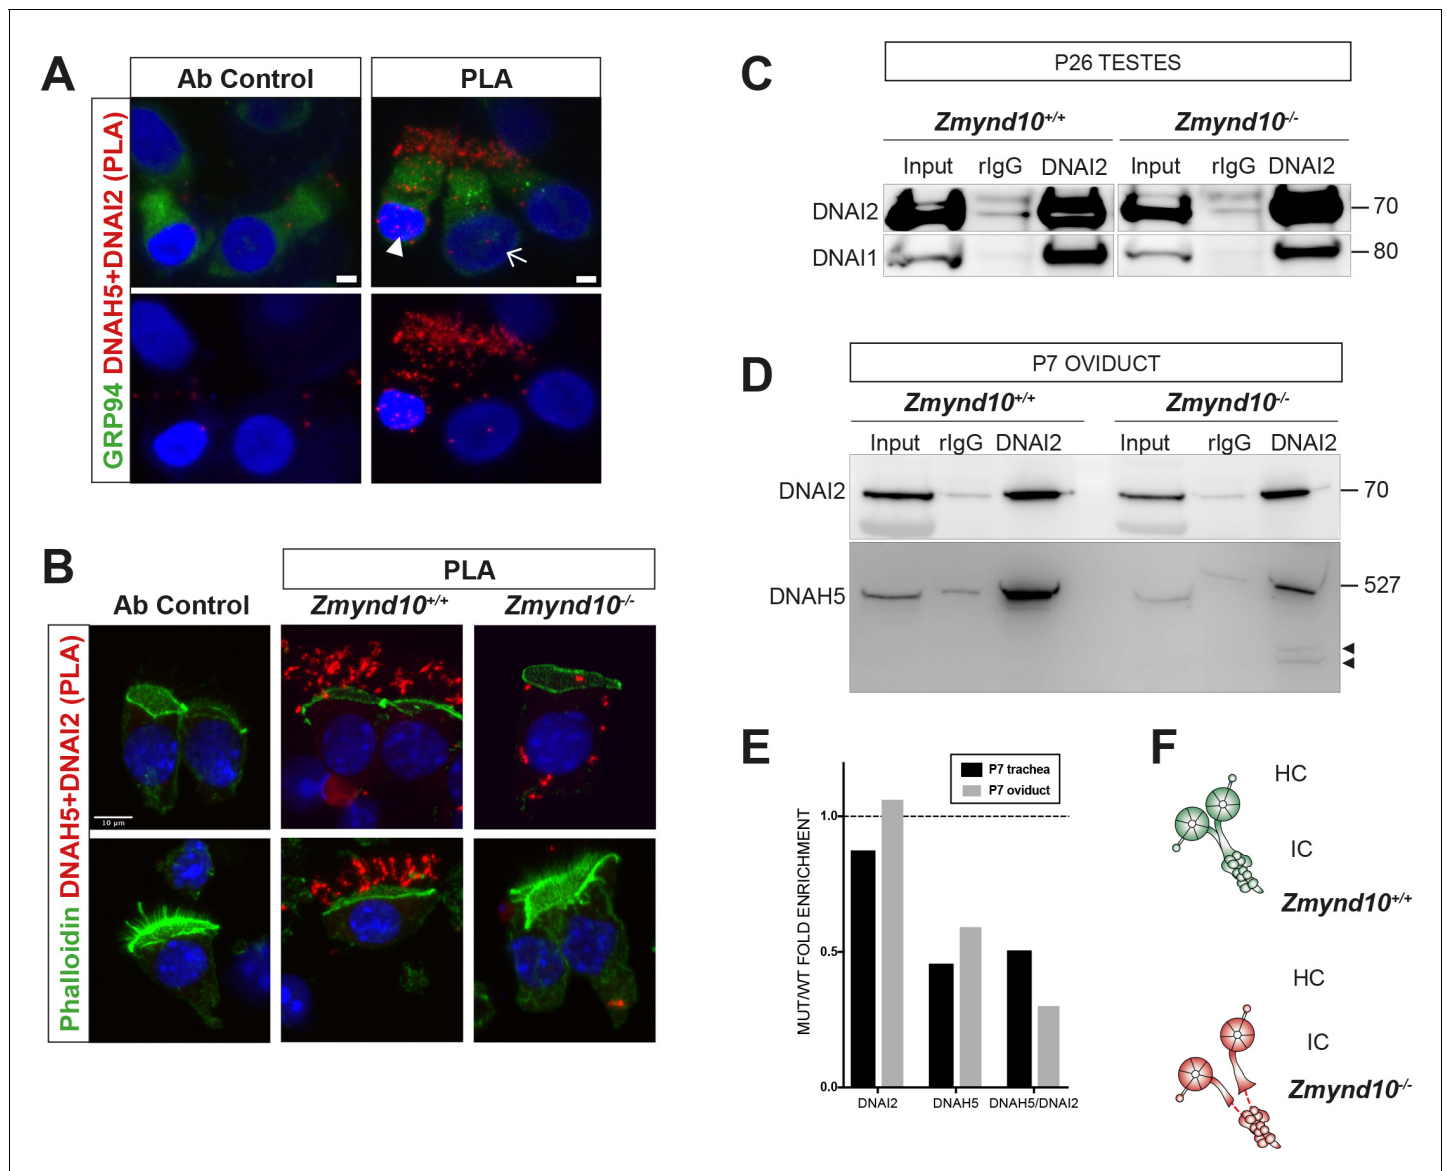 A
Ab Control
PLA
GRP94 DNAH5+DNAI2 (PLA)
B
PLA
Ab Control
Zmynd10+/+
Zmynd10-/-
Phalloidin DNAH5+DNAI2 (PLA)
10 µm
C
P26 TESTES
Zmynd10+/+
Zmynd10-/-
Input rIgG DNAI2 Input rIgG DNAI2
DNAI2
70
DNAI1
80
D
P7 OVIDUCT
Zmynd10+/+
Zmynd10-/-
Input rIgG DNAI2 Input rIgG DNAI2
DNAI2
70
DNAH5
527
E
P7 trachea
P7 oviduct
MUT/WT FOLD ENRICHMENT
1.0
0.5
0.0
DNAI2 DNAH5 DNAH5/DNAI2
F
HC
IC
Zmynd10+/+
HC
IC
Zmynd10-/-